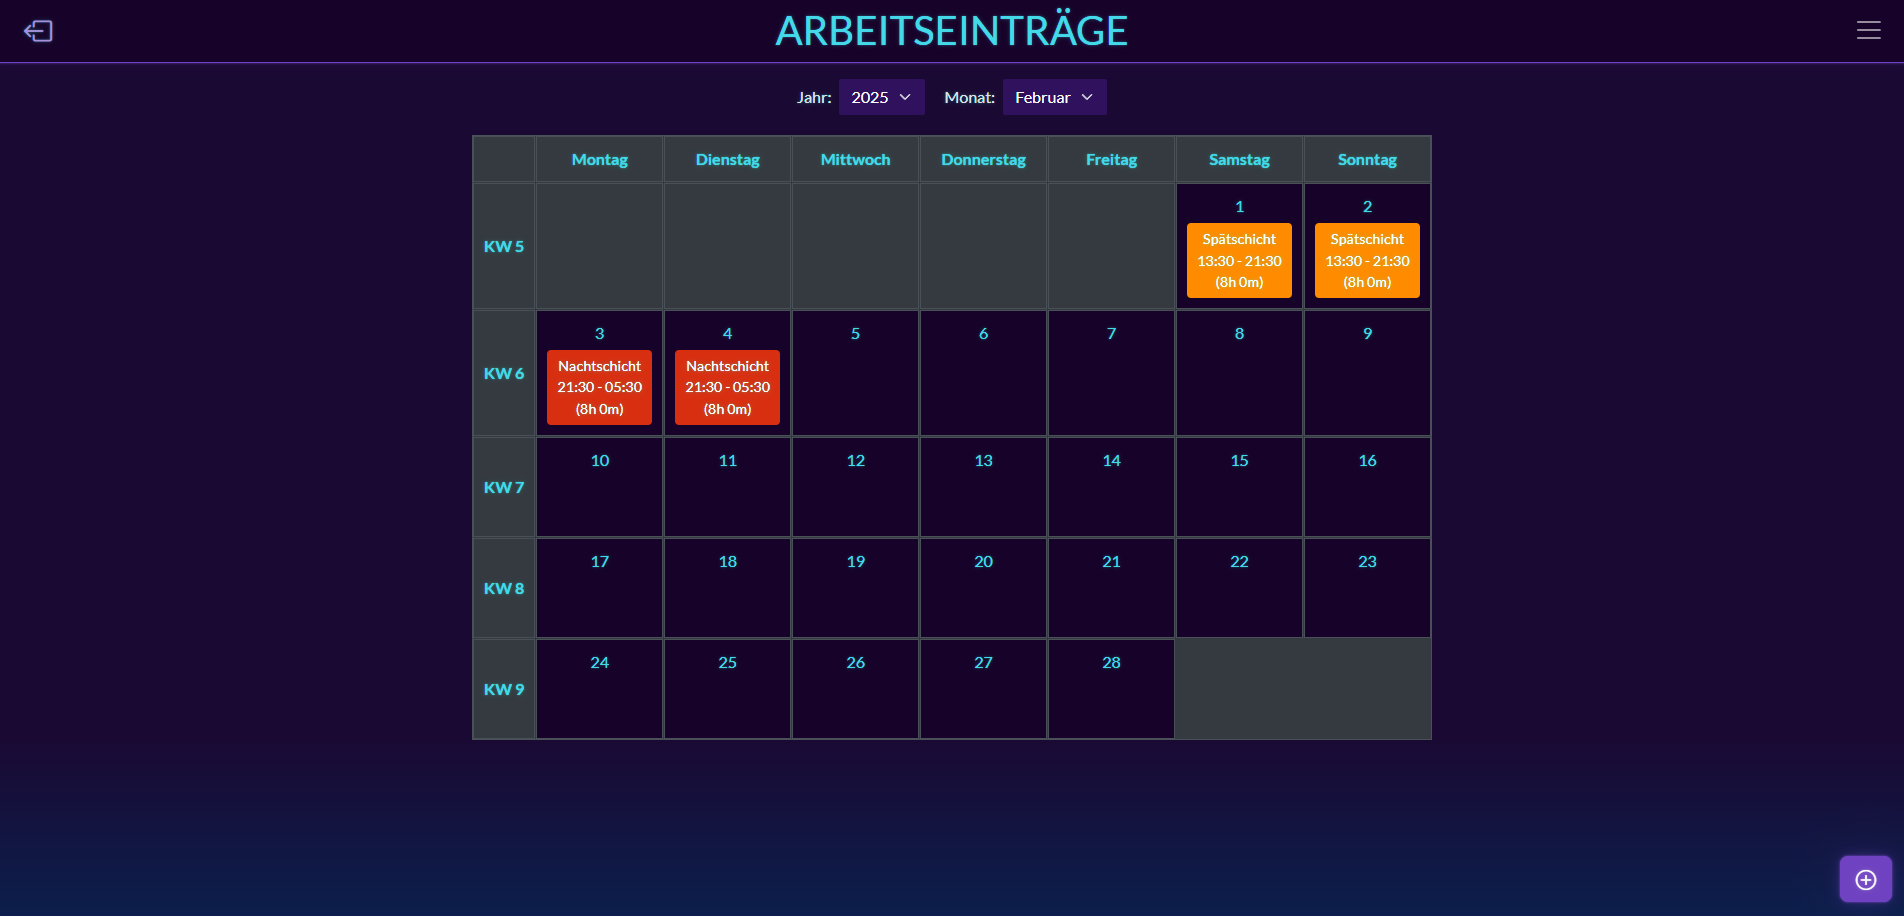 ARBEITSEINTRÄGE
Jahr: 2025 Monat: Februar
Montag Dienstag Mittwoch Donnerstag Freitag Samstag Sonntag
KW 5
1
Spätschicht
13:30 - 21:30
(8h 0m)
2
Spätschicht
13:30 - 21:30
(8h 0m)
KW 6
3
Nachtschicht
21:30 - 05:30
(8h 0m)
4
Nachtschicht
21:30 - 05:30
(8h 0m)
5
6
7
8
9
KW 7
10
11
12
13
14
15
16
KW 8
17
18
19
20
21
22
23
KW 9
24
25
26
27
28